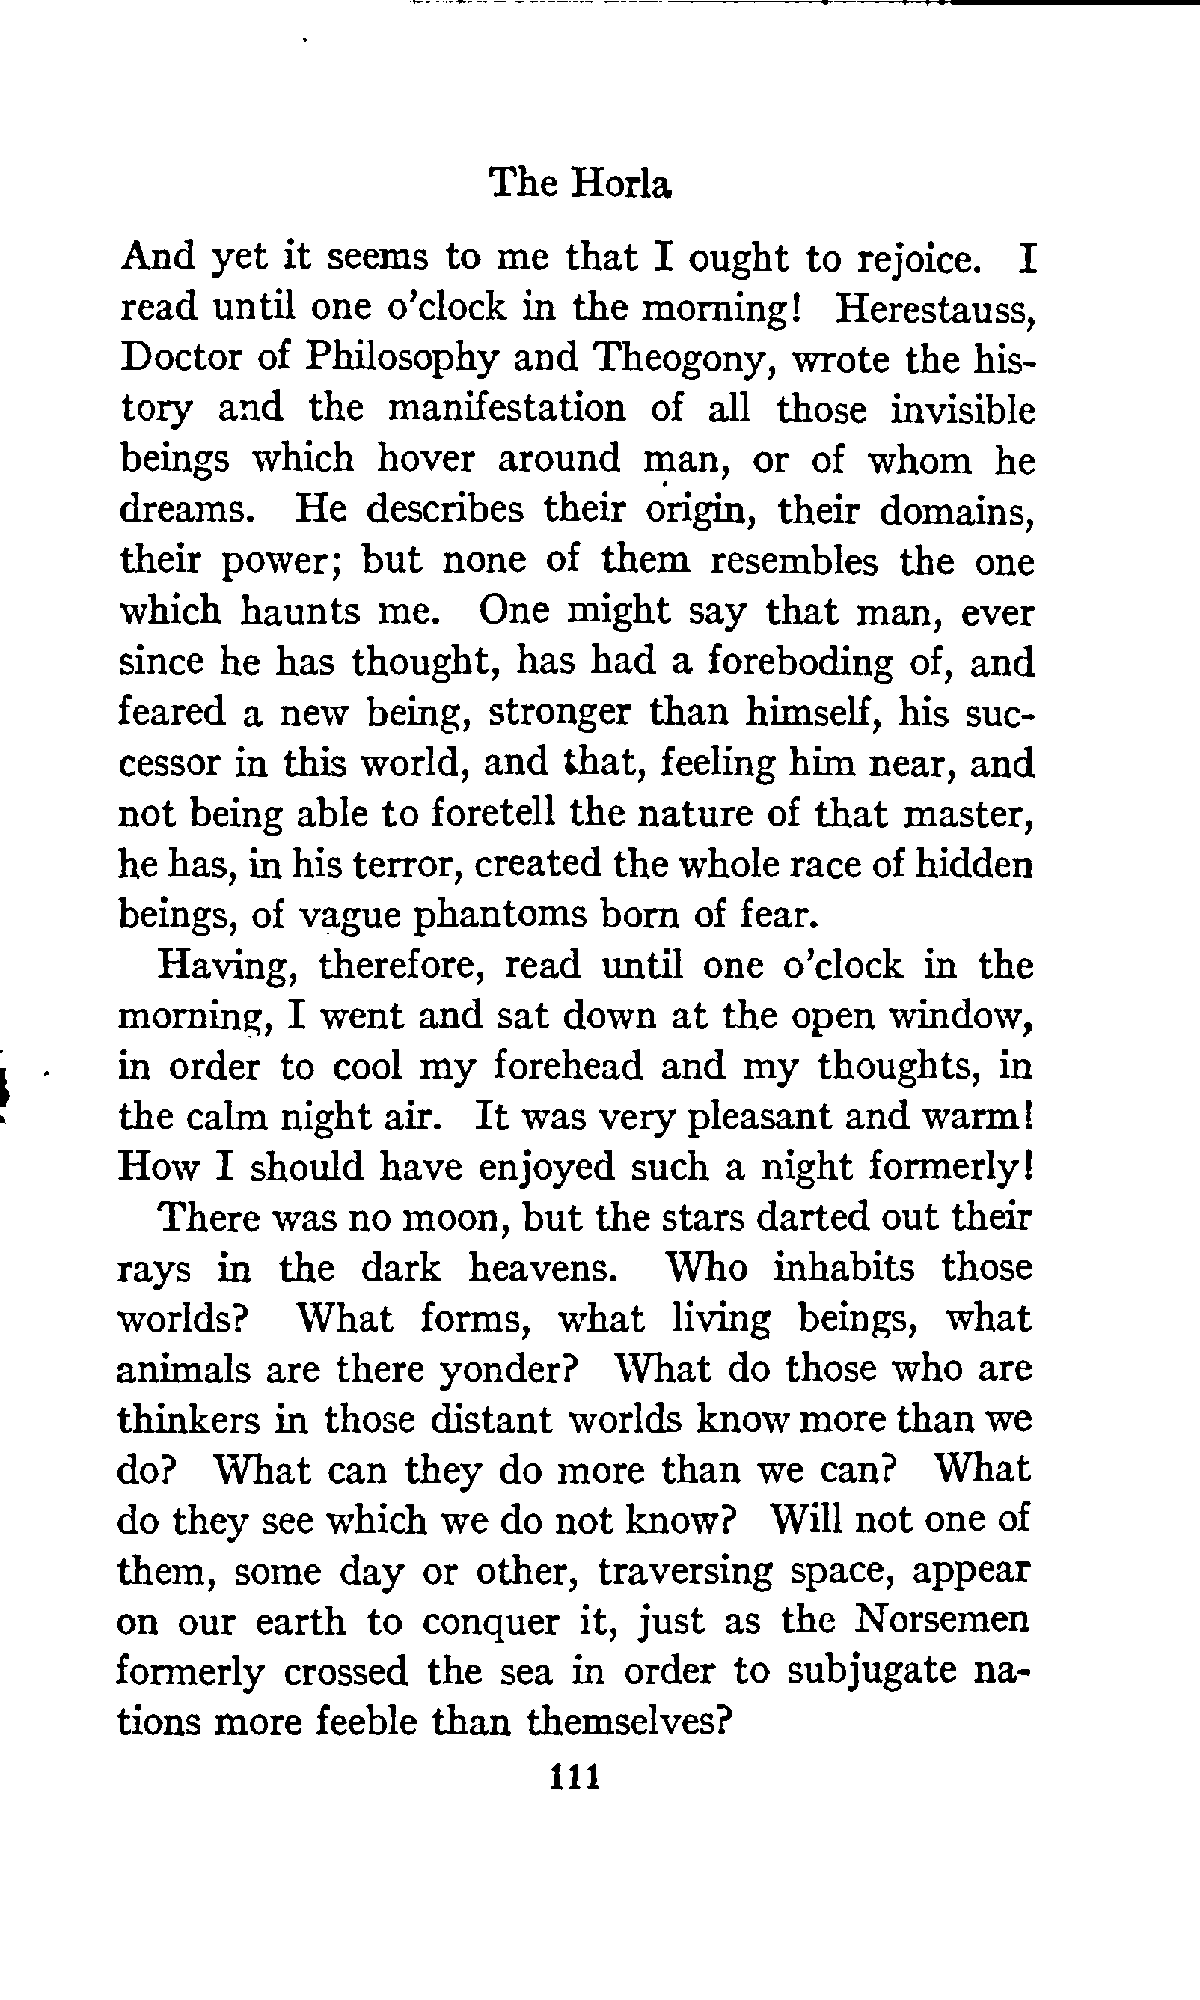 The Horla
And yet it seems to me that I ought to rejoice. I
read until one o'clock in the morning! Herestauss,
Doctor of Philosophy and Theogony, wrote the his-
tory and the manifestation of all those invisible
beings which hover around man, or of whom he
dreams. He describes their origin, their domains,
their power; but none of them resembles the one
which haunts me. One might say that man, ever
since he has thought, has had a foreboding of, and
feared a new being, stronger than himself, his suc-
cessor in this world, and that, feeling him near, and
not being able to foretell the nature of that master,
he has, in his terror, created the whole race of hidden
beings, of vague phantoms born of fear.
Having, therefore, read until one o'clock in the
morning, I went and sat down at the open window,
in order to cool my forehead and my thoughts, in
the calm night air. It was very pleasant and warm!
How I should have enjoyed such a night formerly!
There was no moon, but the stars darted out their
rays in the dark heavens. Who inhabits those
worlds? What forms, what living beings, what
animals are there yonder? What do those who are
thinkers in those distant worlds know more than we
do? What can they do more than we can? What
do they see which we do not know? Will not one of
them, some day or other, traversing space, appear
on our earth to conquer it, just as the Norsemen
formerly crossed the sea in order to subjugate na-
tions more feeble than themselves?
111